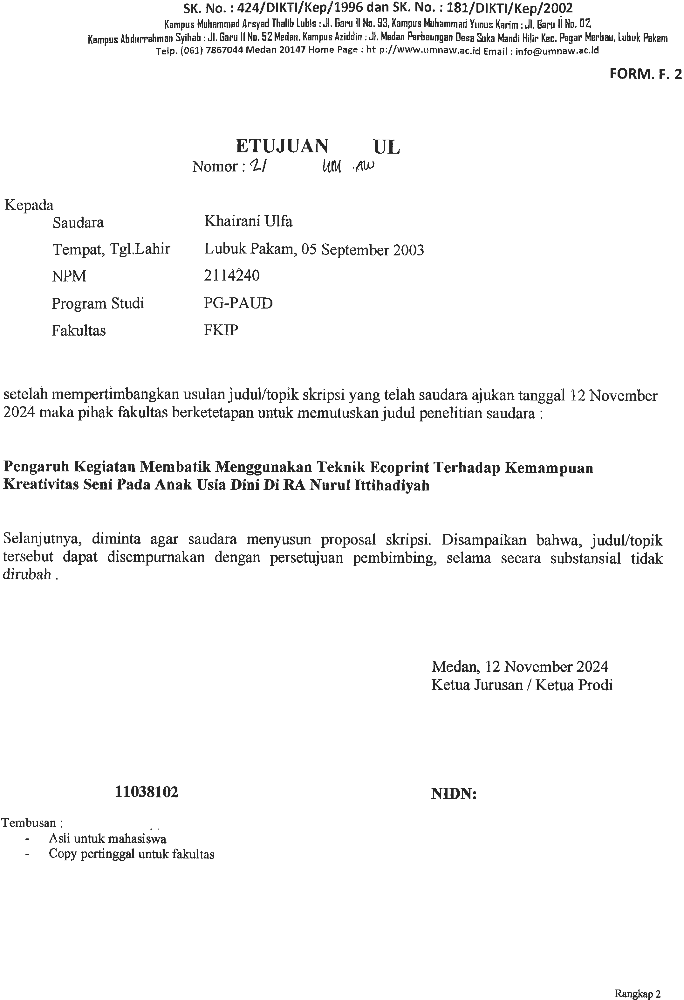 SK. No. : 424/DIKTI/Kep/1996 dan SK. No. : 181/DIKTI/Kep/2002
Kampus Muhammad Arsyad Thalib Lubis : Jl. Garu II No. 93, Kampus Muhammad Yunus Karim : Jl. Garu II No. 02,
Kampus Abdurrahman Syihab : Jl. Garu II No. 52 Medan, Kampus Aziddin : Jl. Medan Perbaungan Desa Suka Mandi Hilir Kec. Pagar Merbau, Lubuk Pakam
Telp. (061) 7867044 Medan 20147 Home Page : ht p://www.umnaw.ac.id Email : info@umnaw.ac.id
FORM. F. 2
ETUJUAN UL
Nomor : 21 UM .AW
Kepada
Saudara Khairani Ulfa
Tempat, Tgl.Lahir Lubuk Pakam, 05 September 2003
NPM 2114240
Program Studi PG-PAUD
Fakultas FKIP
setelah mempertimbangkan usulan judul/topik skripsi yang telah saudara ajukan tanggal 12 November
2024 maka pihak fakultas berketetapan untuk memutuskan judul penelitian saudara :
Pengaruh Kegiatan Membatik Menggunakan Teknik Ecoprint Terhadap Kemampuan
Kreativitas Seni Pada Anak Usia Dini Di RA Nurul Ittihadiyah
Selanjutnya, diminta agar saudara menyusun proposal skripsi. Disampaikan bahwa, judul/topik
tersebut dapat disempurnakan dengan persetujuan pembimbing, selama secara substansial tidak
dirubah .
Medan, 12 November 2024
Ketua Jurusan / Ketua Prodi
11038102 NIDN:
Tembusan :
- Asli untuk mahasiswa
- Copy pertinggal untuk fakultas
Rangkap 2